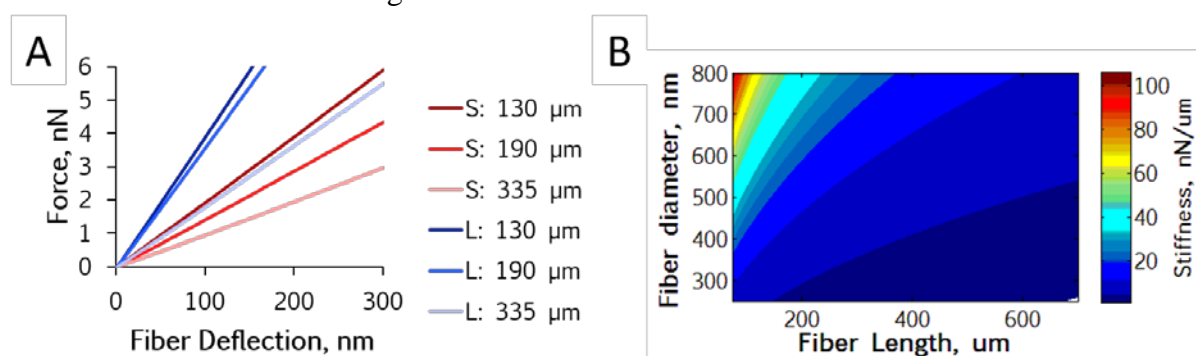 A
6
5
4
3
2
1
0
0 100 200 300
Force, nN
Fiber Deflection, nm
S: 130 µm
S: 190 µm
S: 335 µm
L: 130 µm
L: 190 µm
L: 335 µm
B
800
700
600
500
400
300
200 400 600
Fiber diameter, nm
Fiber Length, um
100
80
60
40
20
Stiffness, nN/um